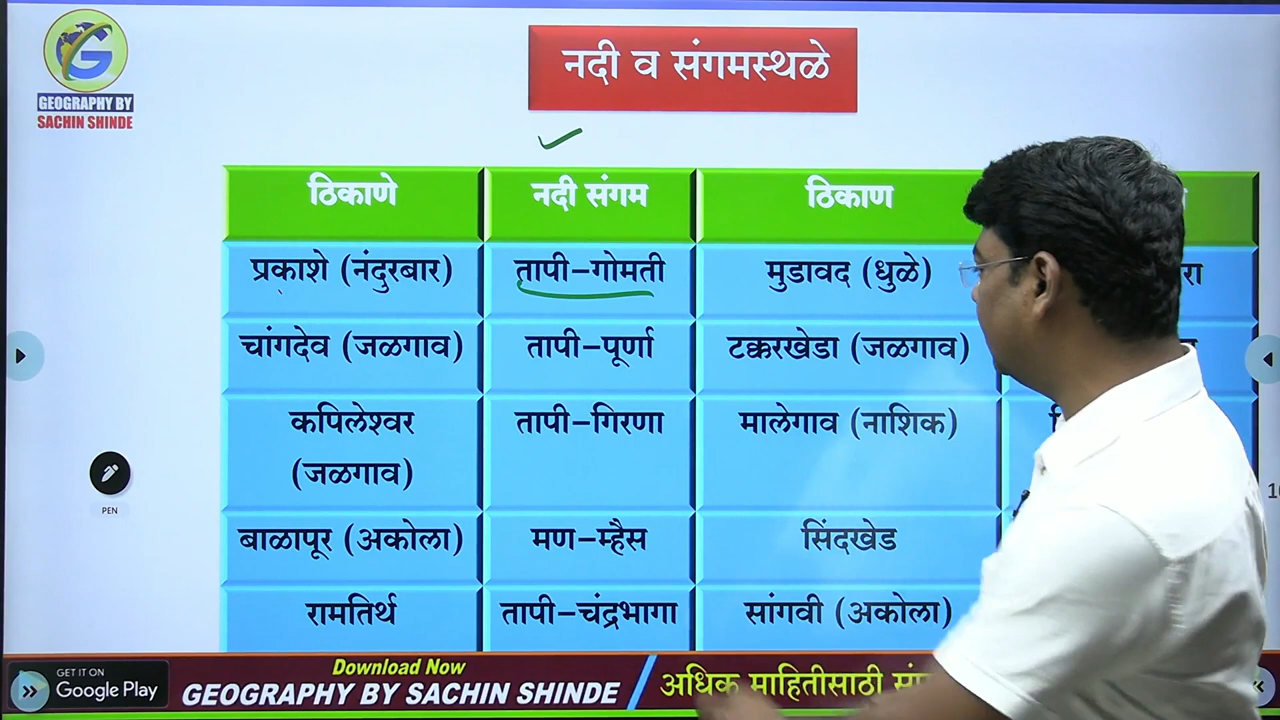 GEOGRAPHY BY
SACHIN SHINDE
नदी व संगमस्थळे
ठिकाणे नदी संगम ठिकाण
प्रकाशे (नंदुरबार) तापी-गोमती मुडावद (धुळे)
चांगदेव (जळगाव) तापी-पूर्णा टक्करखेडा (जळगाव)
कपिलेश्वर तापी-गिरणा मालेगाव (नाशिक)
(जळगाव)
बाळापूर (अकोला) मण-म्हैस सिंदखेड
रामतिर्थ तापी-चंद्रभागा सांगवी (अकोला)
PEN
GET IT ON
Google Play
Download Now
GEOGRAPHY BY SACHIN SHINDE
अधिक माहितीसाठी